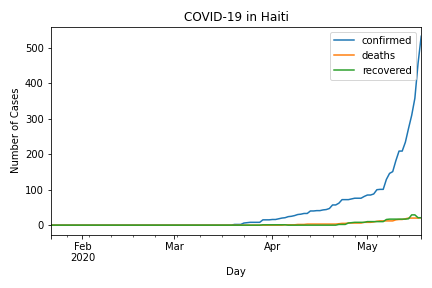 COVID-19 in Haiti
confirmed
deaths
recovered
Number of Cases
500
400
300
200
100
0
Feb
2020
Mar
Apr
May
Day